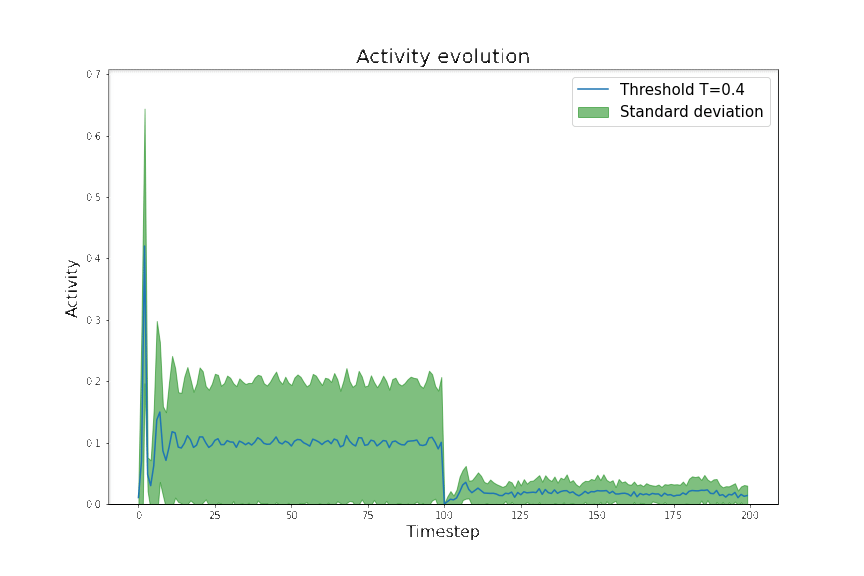 Activity evolution
Threshold T=0.4
Standard deviation
Activity
0.7
0.6
0.5
0.4
0.3
0.2
0.1
0.0
0 25 50 75 100 125 150 175 200
Timestep